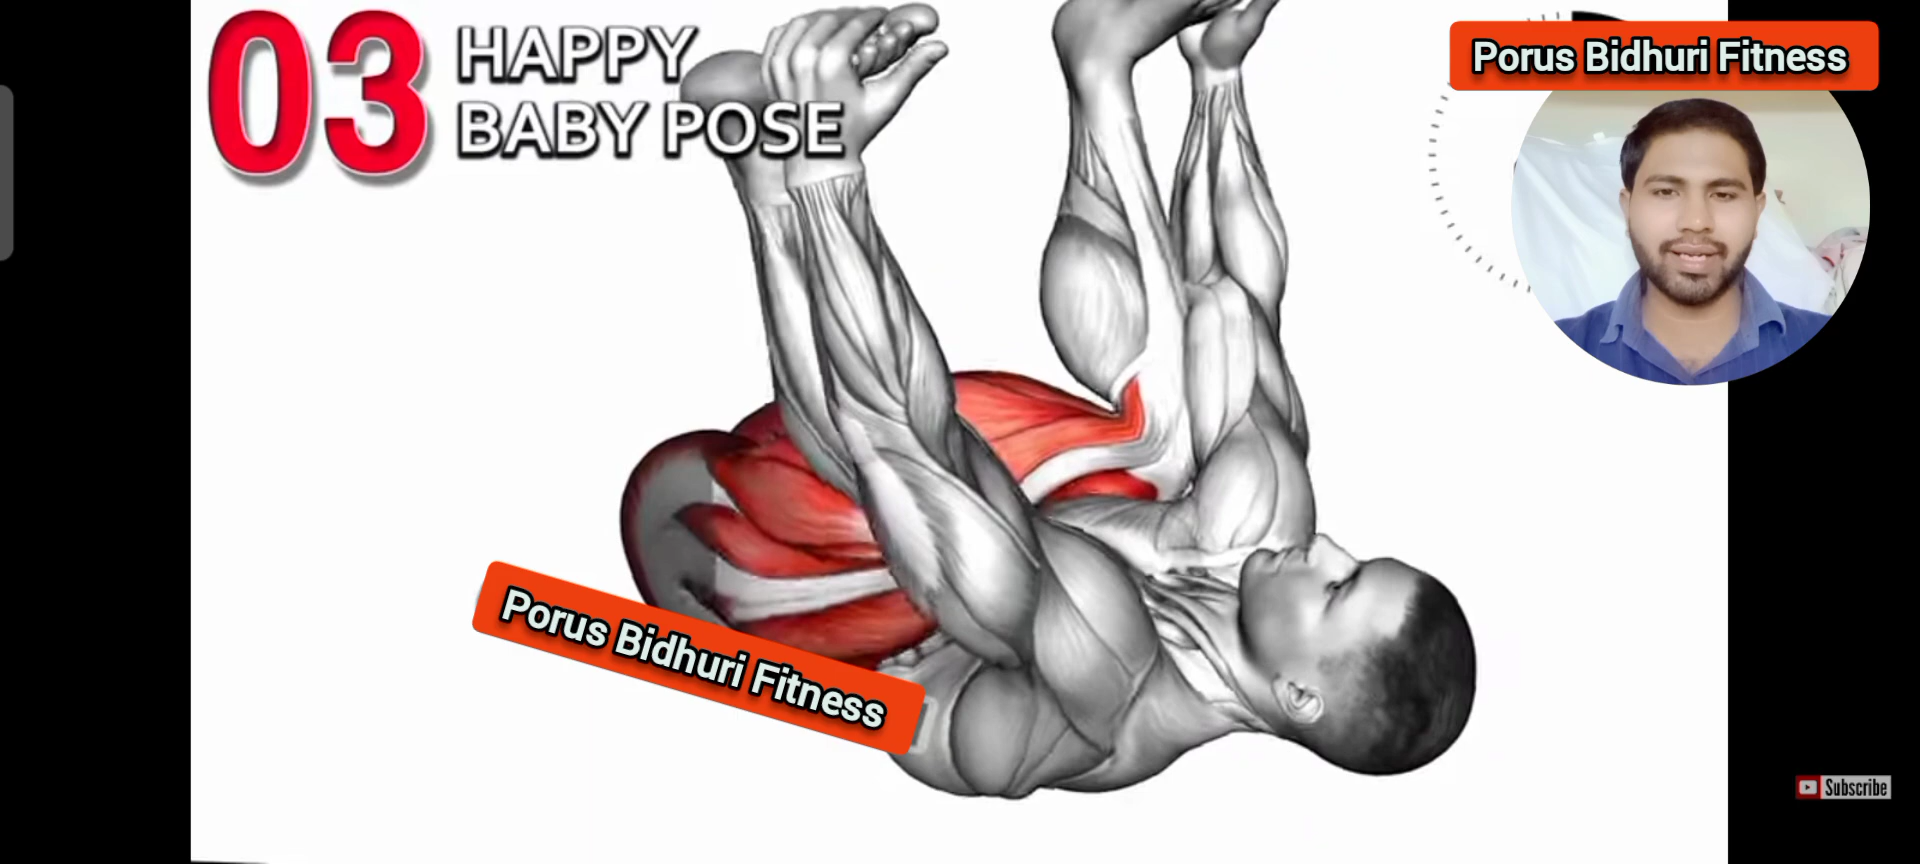 03
HAPPY
BABY POSE
Porus Bidhuri Fitness
Porus Bidhuri Fitness
Subscribe